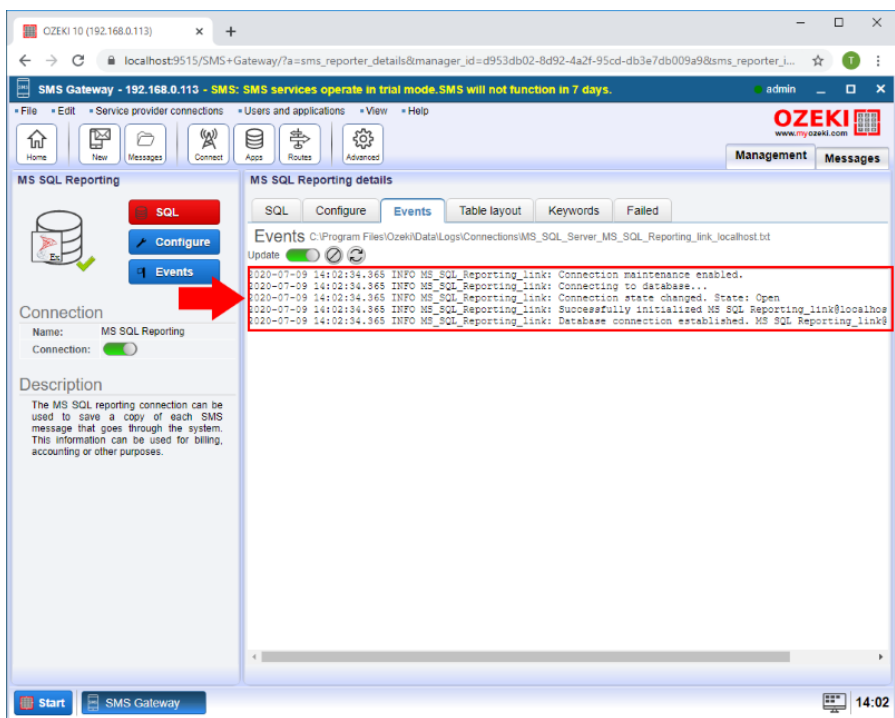 OZEKI 10 (192.168.0.113)
localhost:9515/SMS+Gateway/?a=sms_reporter_details&manager_id=d953db02-8d92-4a2f-95cd-db3e7db009a9&sms_reporter_i...
T
SMS Gateway - 192.168.0.113 - SMS: SMS services operate in trial mode.SMS will not function in 7 days.
admin
File Edit Service provider connections Users and applications View Help
OZEKI
www.myozeki.com
Home New Messages Connect Apps Routes Advanced
Management Messages
MS SQL Reporting
MS SQL Reporting details
SQL
Configure
Events
SQL Configure Events Table layout Keywords Failed
Events C:\Program Files\Ozeki\Data\Logs\Connections\MS_SQL_Server_MS_SQL_Reporting_link_localhost.txt
Update
2020-07-09 14:02:34.365 INFO MS_SQL_Reporting_link: Connection maintenance enabled.
2020-07-09 14:02:34.365 INFO MS_SQL_Reporting_link: Connecting to database...
2020-07-09 14:02:34.365 INFO MS_SQL_Reporting_link: Connection state changed. State: Open
2020-07-09 14:02:34.365 INFO MS_SQL_Reporting_link: Successfully initialized MS SQL Reporting_link@localhos
2020-07-09 14:02:34.365 INFO MS_SQL_Reporting_link: Database connection established. MS SQL Reporting_link@
Ex
Connection
Name: MS SQL Reporting
Connection:
Description
The MS SQL reporting connection can be
used to save a copy of each SMS
message that goes through the system.
This information can be used for billing,
accounting or other purposes.
Start
SMS Gateway
14:02